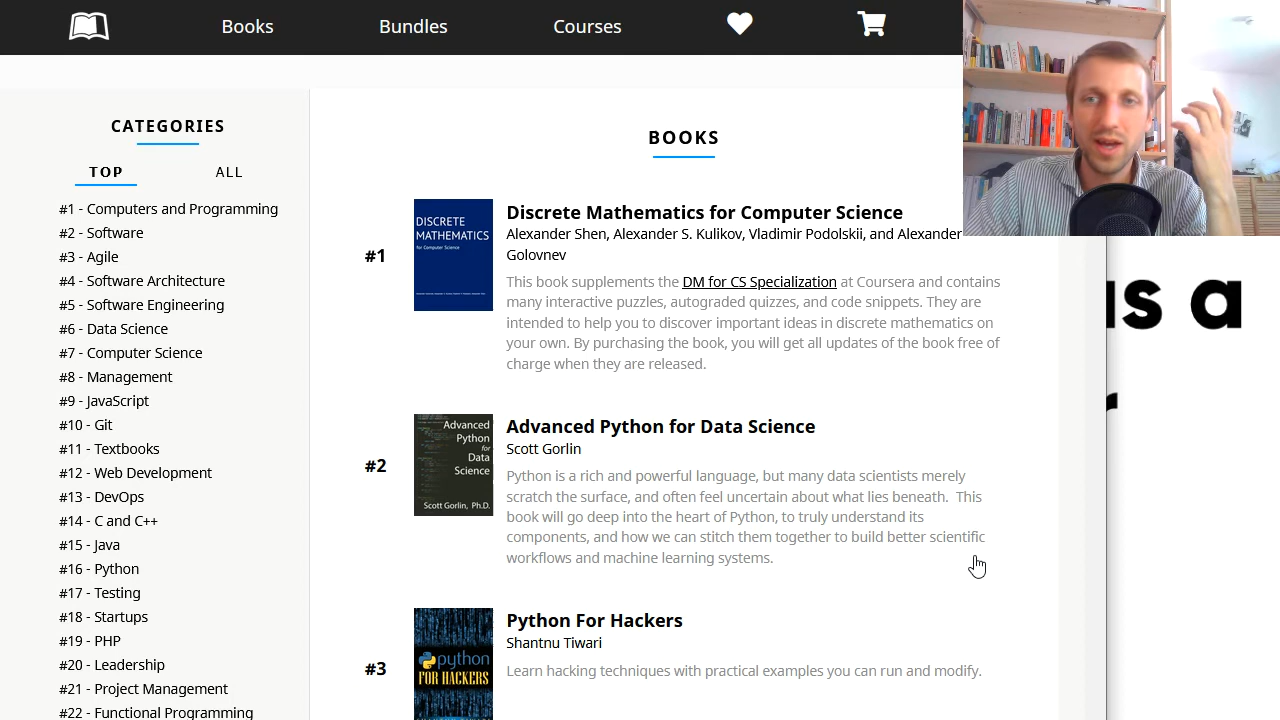 Books Bundles Courses
CATEGORIES
TOP ALL
#1 - Computers and Programming
#2 - Software
#3 - Agile
#4 - Software Architecture
#5 - Software Engineering
#6 - Data Science
#7 - Computer Science
#8 - Management
#9 - JavaScript
#10 - Git
#11 - Textbooks
#12 - Web Development
#13 - DevOps
#14 - C and C++
#15 - Java
#16 - Python
#17 - Testing
#18 - Startups
#19 - PHP
#20 - Leadership
#21 - Project Management
#22 - Functional Programming
BOOKS
#1
DISCRETE
MATHEMATICS
for Computer Science
Discrete Mathematics for Computer Science
Alexander Shen, Alexander S. Kulikov, Vladimir Podolskii, and Alexander
Golovnev
This book supplements the DM for CS Specialization at Coursera and contains
many interactive puzzles, autograded quizzes, and code snippets. They are
intended to help you to discover important ideas in discrete mathematics on
your own. By purchasing the book, you will get all updates of the book free of
charge when they are released.
#2
Advanced
Python
for
Data
Science
Scott Gorlin, Ph.D.
Advanced Python for Data Science
Scott Gorlin
Python is a rich and powerful language, but many data scientists merely
scratch the surface, and often feel uncertain about what lies beneath. This
book will go deep into the heart of Python, to truly understand its
components, and how we can stitch them together to build better scientific
workflows and machine learning systems.
#3
python
FOR HACKERS
Python For Hackers
Shantnu Tiwari
Learn hacking techniques with practical examples you can run and modify.
as a
r